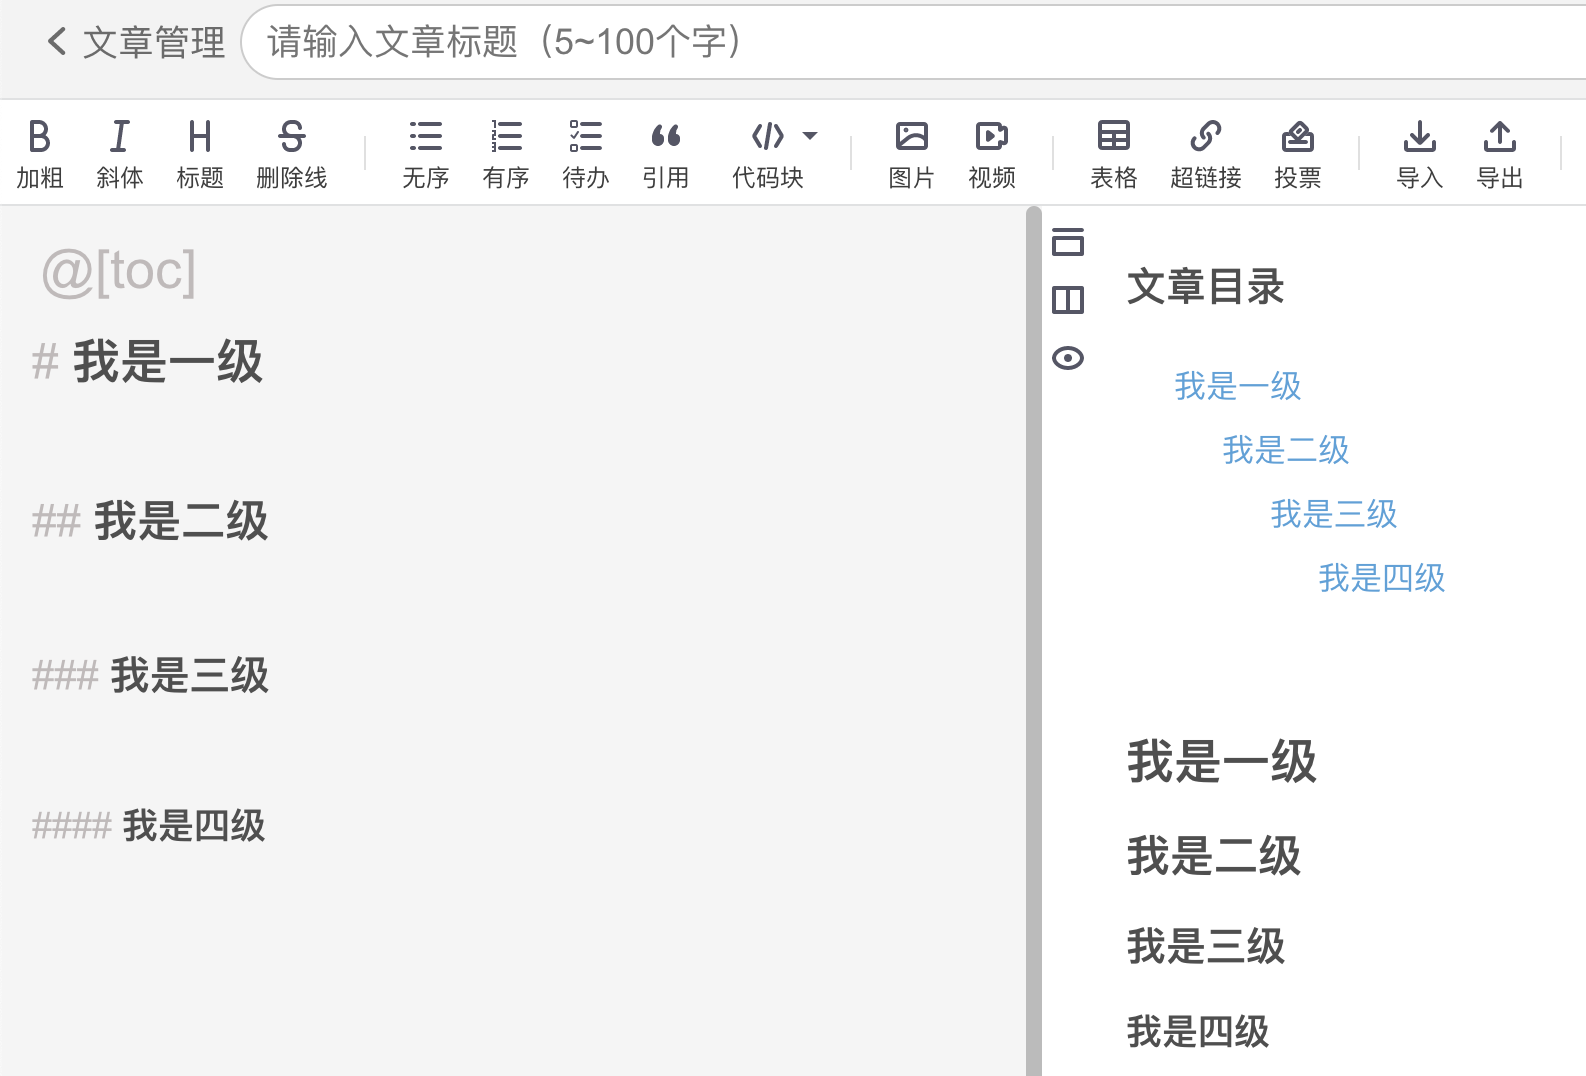 文章管理 请输入文章标题（5~100个字）
加粗 斜体 标题 删除线 无序 有序 待办 引用 代码块 图片 视频 表格 超链接 投票 导入 导出
@[toc]
# 我是一级
## 我是二级
### 我是三级
#### 我是四级
文章目录
我是一级
我是二级
我是三级
我是四级
我是一级
我是二级
我是三级
我是四级